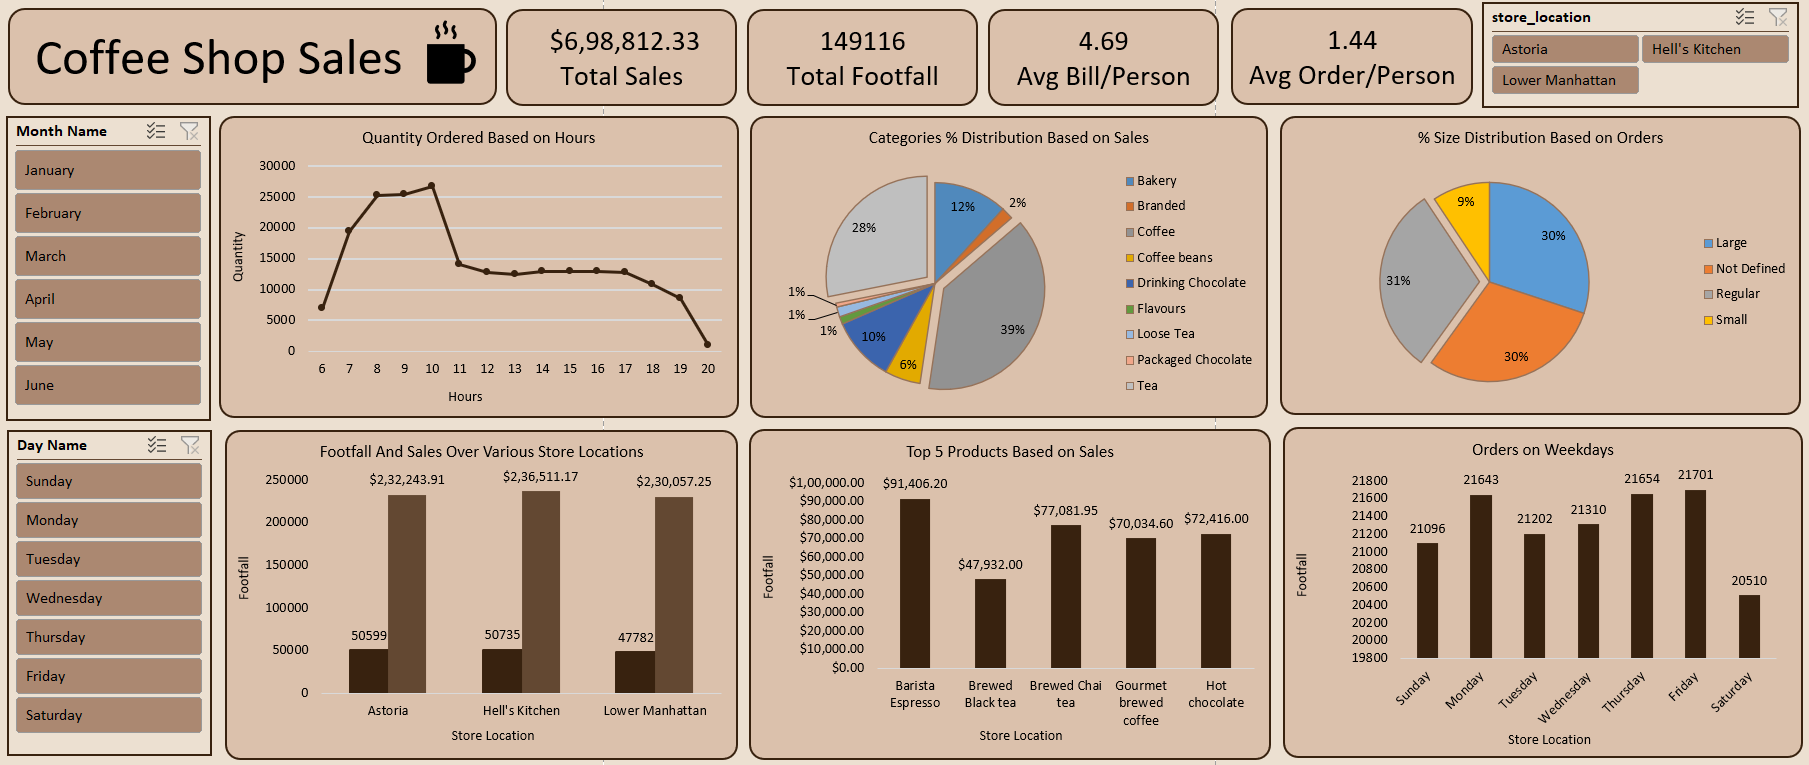 Coffee Shop Sales
$6,98,812.33
Total Sales
149116
Total Footfall
4.69
Avg Bill/Person
1.44
Avg Order/Person
store_location
Astoria
Hell's Kitchen
Lower Manhattan
Month Name
January
February
March
April
May
June
Quantity Ordered Based on Hours
Quantity
30000
25000
20000
15000
10000
5000
0
6 7 8 9 10 11 12 13 14 15 16 17 18 19 20
Hours
Categories % Distribution Based on Sales
12%
2%
39%
6%
10%
1%
1%
1%
28%
Bakery
Branded
Coffee
Coffee beans
Drinking Chocolate
Flavours
Loose Tea
Packaged Chocolate
Tea
% Size Distribution Based on Orders
30%
30%
31%
9%
Large
Not Defined
Regular
Small
Day Name
Sunday
Monday
Tuesday
Wednesday
Thursday
Friday
Saturday
Footfall And Sales Over Various Store Locations
Footfall
250000
200000
150000
100000
50000
0
$2,32,243.91
$2,36,511.17
$2,30,057.25
50599
50735
47782
Astoria
Hell's Kitchen
Lower Manhattan
Store Location
Top 5 Products Based on Sales
Footfall
$1,00,000.00
$90,000.00
$80,000.00
$70,000.00
$60,000.00
$50,000.00
$40,000.00
$30,000.00
$20,000.00
$10,000.00
$0.00
$91,406.20
$47,932.00
$77,081.95
$70,034.60
$72,416.00
Barista
Espresso
Brewed
Black tea
Brewed Chai
tea
Gourmet
brewed
coffee
Hot
chocolate
Store Location
Orders on Weekdays
Footfall
21800
21600
21400
21200
21000
20800
20600
20400
20200
20000
19800
21096
21643
21202
21310
21654
21701
20510
Sunday
Monday
Tuesday
Wednesday
Thursday
Friday
Saturday
Store Location